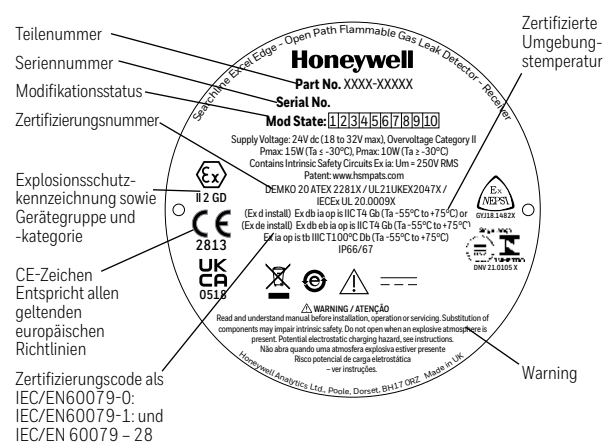 Teilenummer
Seriennummer
Modifikationsstatus
Zertifizierungsnummer
Explosionsschutz-
kennzeichnung sowie
Gerätegruppe und
-kategorie
CE-Zeichen
Entspricht allen
geltenden
europäischen
Richtlinien
Zertifizierungscode als
IEC/EN60079-0:
IEC/EN60079-1: und
IEC/EN 60079 – 28
Searchline Excel Edge - Open Path Flammable Gas Leak Detector - Receiver
Honeywell
Part No. XXXX-XXXXX
Serial No.
Mod State: 1 2 3 4 5 6 7 8 9 10
Supply Voltage: 24V dc (18 to 32V max), Overvoltage Category II
Pmax: 15W (Ta ≤ -30°C), Pmax: 10W (Ta ≥ -30°C)
Contains Intrinsic Safety Circuits Ex ia: Um = 250V RMS
Patent: www.hsmpats.com
DEMKO 20 ATEX 2281X / UL21UKEX2047X /
IECEx UL 20.0009X
(Ex d install) Ex db ia op is IIC T4 Gb (Ta -55°C to +75°C) or
(Ex de install) Ex db eb ia op is IIC T4 Gb (Ta -55°C to +75°C)
Ex ia op is tb IIIC T100°C Db (Ta -55°C to +75°C)
IP66/67
Ex
II 2 GD
CE
2813
UK
CA
0518
Ex
NEPSI
GYJ18.1482X
DNV 21.0105 X
WARNING / ATENÇÃO
Read and understand manual before installation, operation or servicing. Substitution of
components may impair intrinsic safety. Do not open when an explosive atmosphere is
present. Potential electrostatic charging hazard, see instructions.
Não abra quando uma atmosfera explosiva estiver presente
Risco potencial de carga eletrostática
– ver instruções.
Honeywell Analytics Ltd., Poole, Dorset, BH17 0RZ Made in UK
Zertifizierte
Umgebung-
stemperatur
Warning